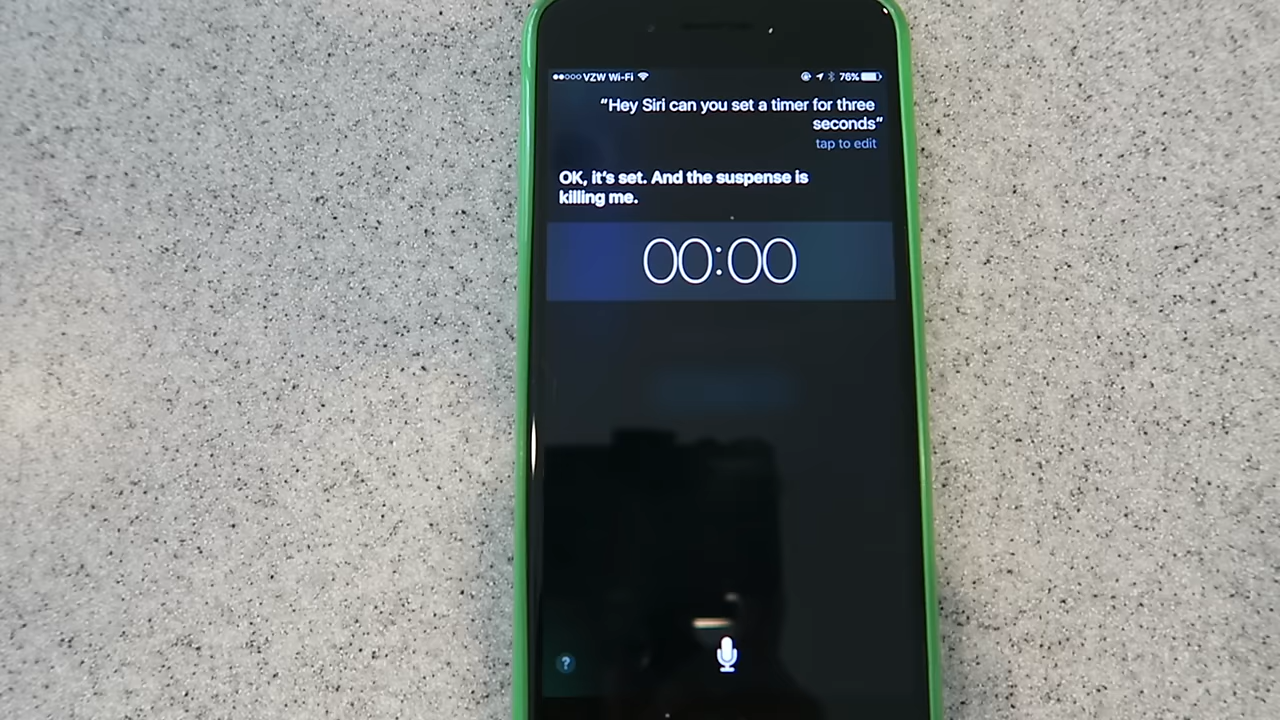 ●●○○○ VZW Wi-Fi 76%
“Hey Siri can you set a timer for three
seconds”
tap to edit
OK, it’s set. And the suspense is
killing me.
00:00
?